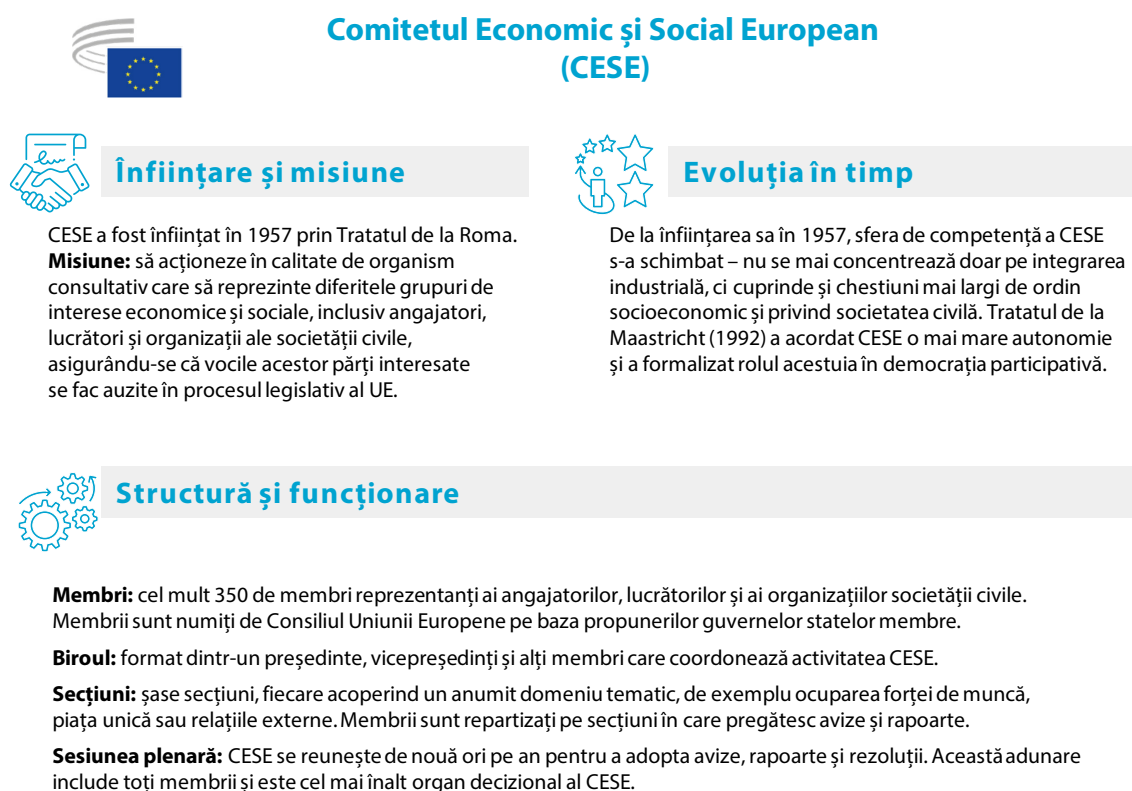 Comitetul Economic și Social European
(CESE)
Înființare și misiune
CESE a fost înființat în 1957 prin Tratatul de la Roma.
Misiune: să acționeze în calitate de organism
consultativ care să reprezinte diferitele grupuri de
interese economice și sociale, inclusiv angajatori,
lucrători și organizații ale societății civile,
asigurându-se că vocile acestor părți interesate
se fac auzite în procesul legislativ al UE.
Evoluția în timp
De la înființarea sa în 1957, sfera de competență a CESE
s-a schimbat – nu se mai concentrează doar pe integrarea
industrială, ci cuprinde și chestiuni mai largi de ordin
socioeconomic și privind societatea civilă. Tratatul de la
Maastricht (1992) a acordat CESE o mai mare autonomie
și a formalizat rolul acestuia în democrația participativă.
Structură și funcționare
Membri: cel mult 350 de membri reprezentanți ai angajatorilor, lucrătorilor și ai organizațiilor societății civile.
Membrii sunt numiți de Consiliul Uniunii Europene pe baza propunerilor guvernelor statelor membre.
Biroul: format dintr-un președinte, vicepreședinți și alți membri care coordonează activitatea CESE.
Secțiuni: șase secțiuni, fiecare acoperind un anumit domeniu tematic, de exemplu ocuparea forței de muncă,
piața unică sau relațiile externe. Membrii sunt repartizați pe secțiuni în care pregătesc avize și rapoarte.
Sesiunea plenară: CESE se reunește de nouă ori pe an pentru a adopta avize, rapoarte și rezoluții. Această adunare
include toți membrii și este cel mai înalt organ decizional al CESE.